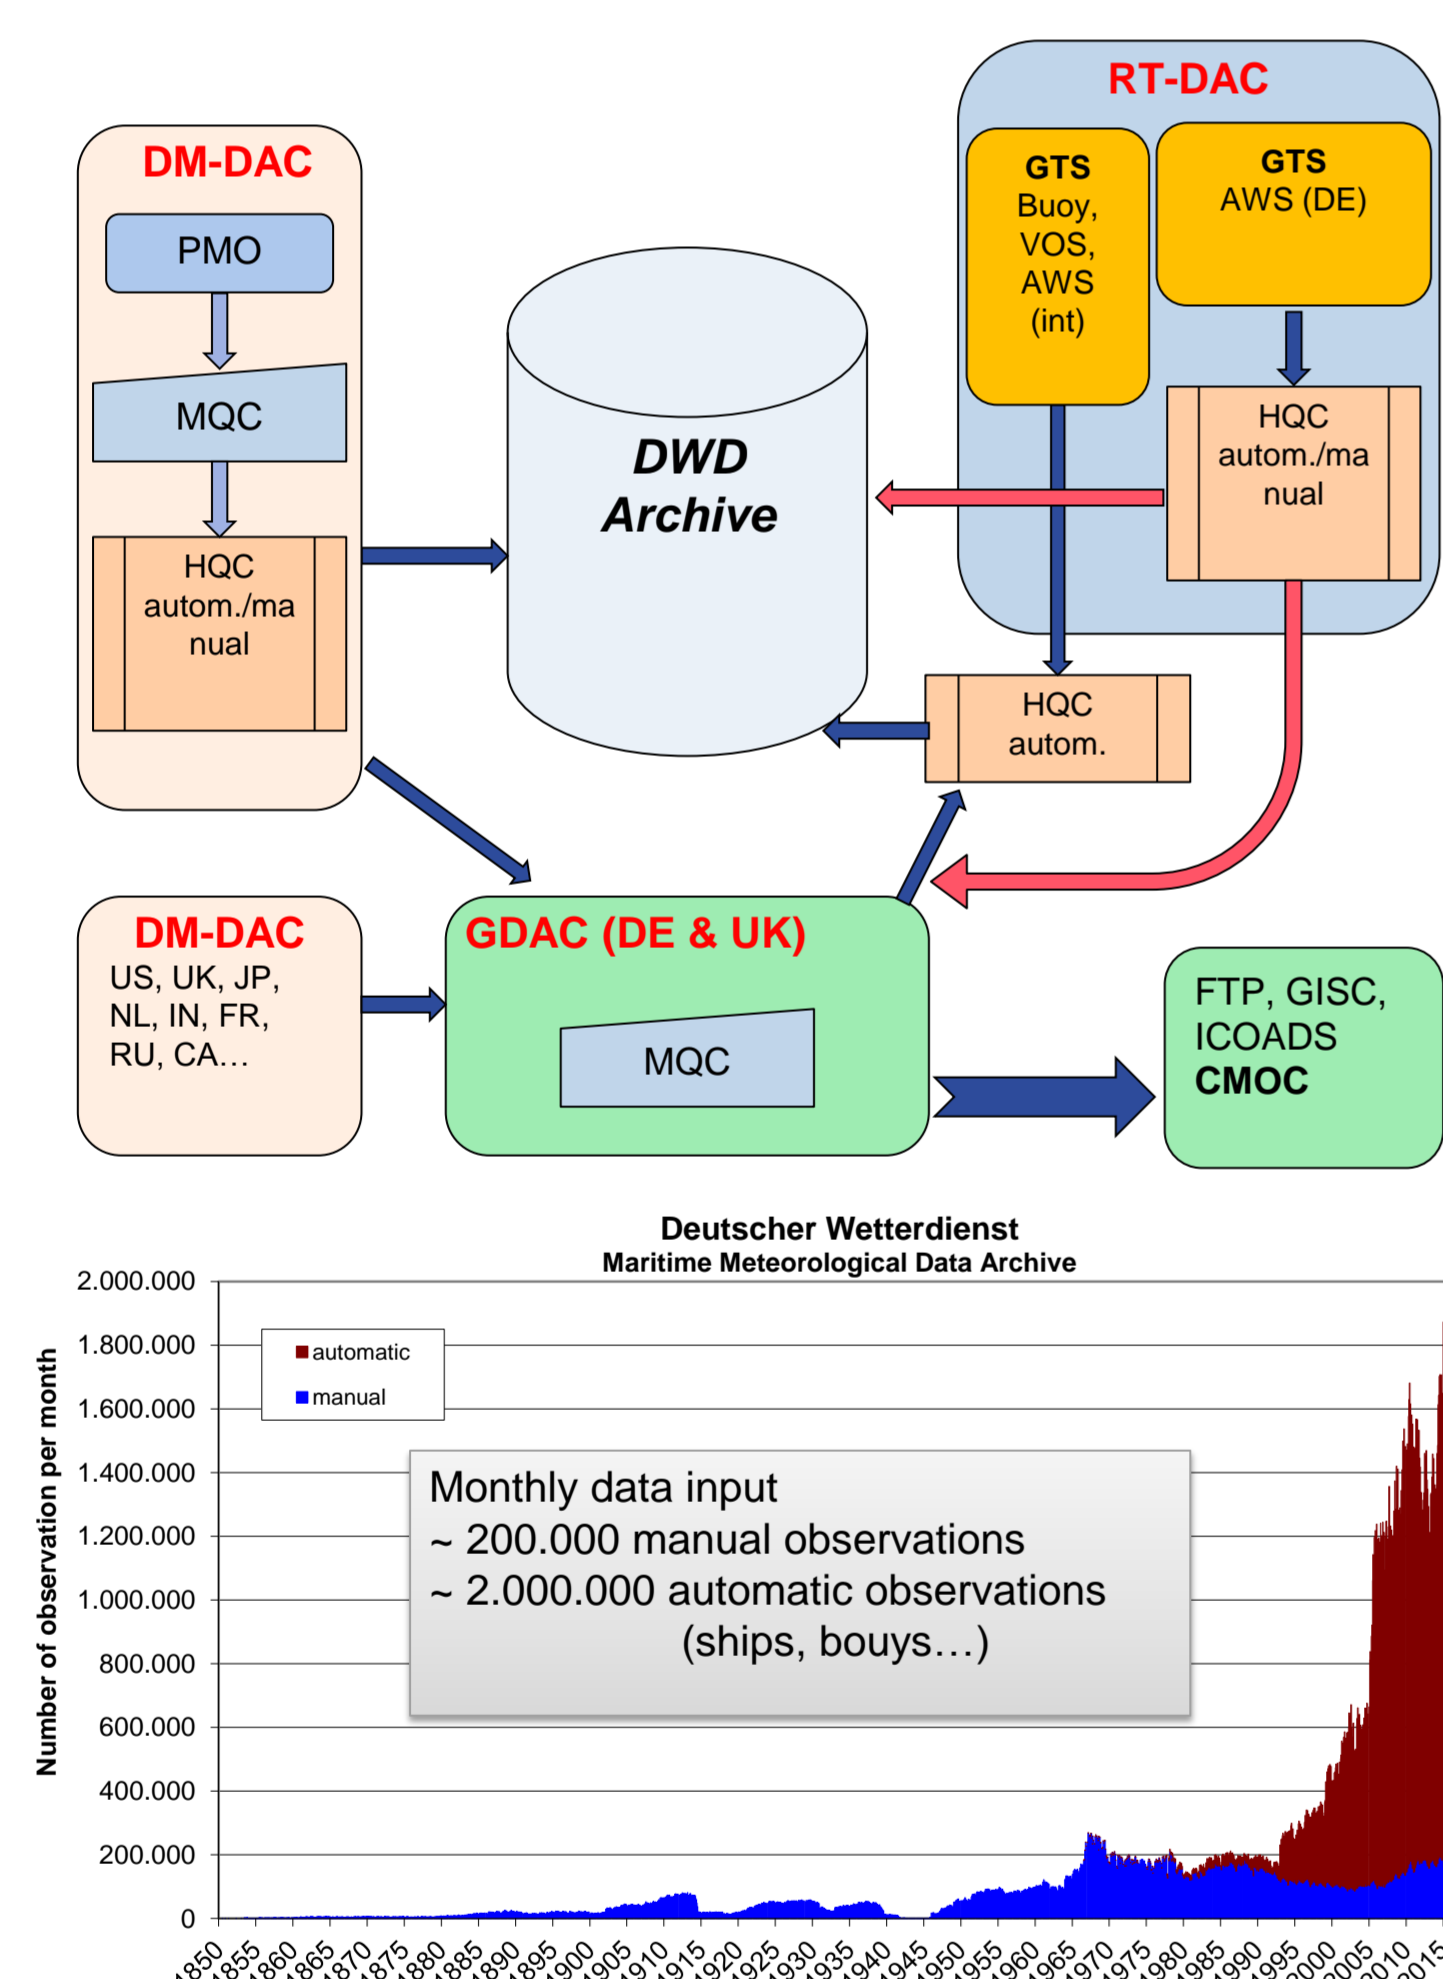 RT-DAC
DM-DAC
GTS
Buoy,
VOS,
AWS
(int)
GTS
AWS (DE)
PMO
MQC
HQC
autom./ma
nual
DWD
Archive
HQC
autom./ma
nual
HQC
autom.
DM-DAC
US, UK, JP,
NL, IN, FR,
RU, CA…
GDAC (DE & UK)
MQC
FTP, GISC,
ICOADS
CMOC
Deutscher Wetterdienst
Maritime Meteorological Data Archive
Number of observation per month
2.000.000
1.800.000
1.600.000
1.400.000
1.200.000
1.000.000
800.000
600.000
400.000
200.000
0
automatic
manual
Monthly data input
~ 200.000 manual observations
~ 2.000.000 automatic observations
(ships, bouys…)
1850
1855
1860
1865
1870
1875
1880
1885
1890
1895
1900
1905
1910
1915
1920
1925
1930
1935
1940
1945
1950
1955
1960
1965
1970
1975
1980
1985
1990
1995
2000
2005
2010
2015